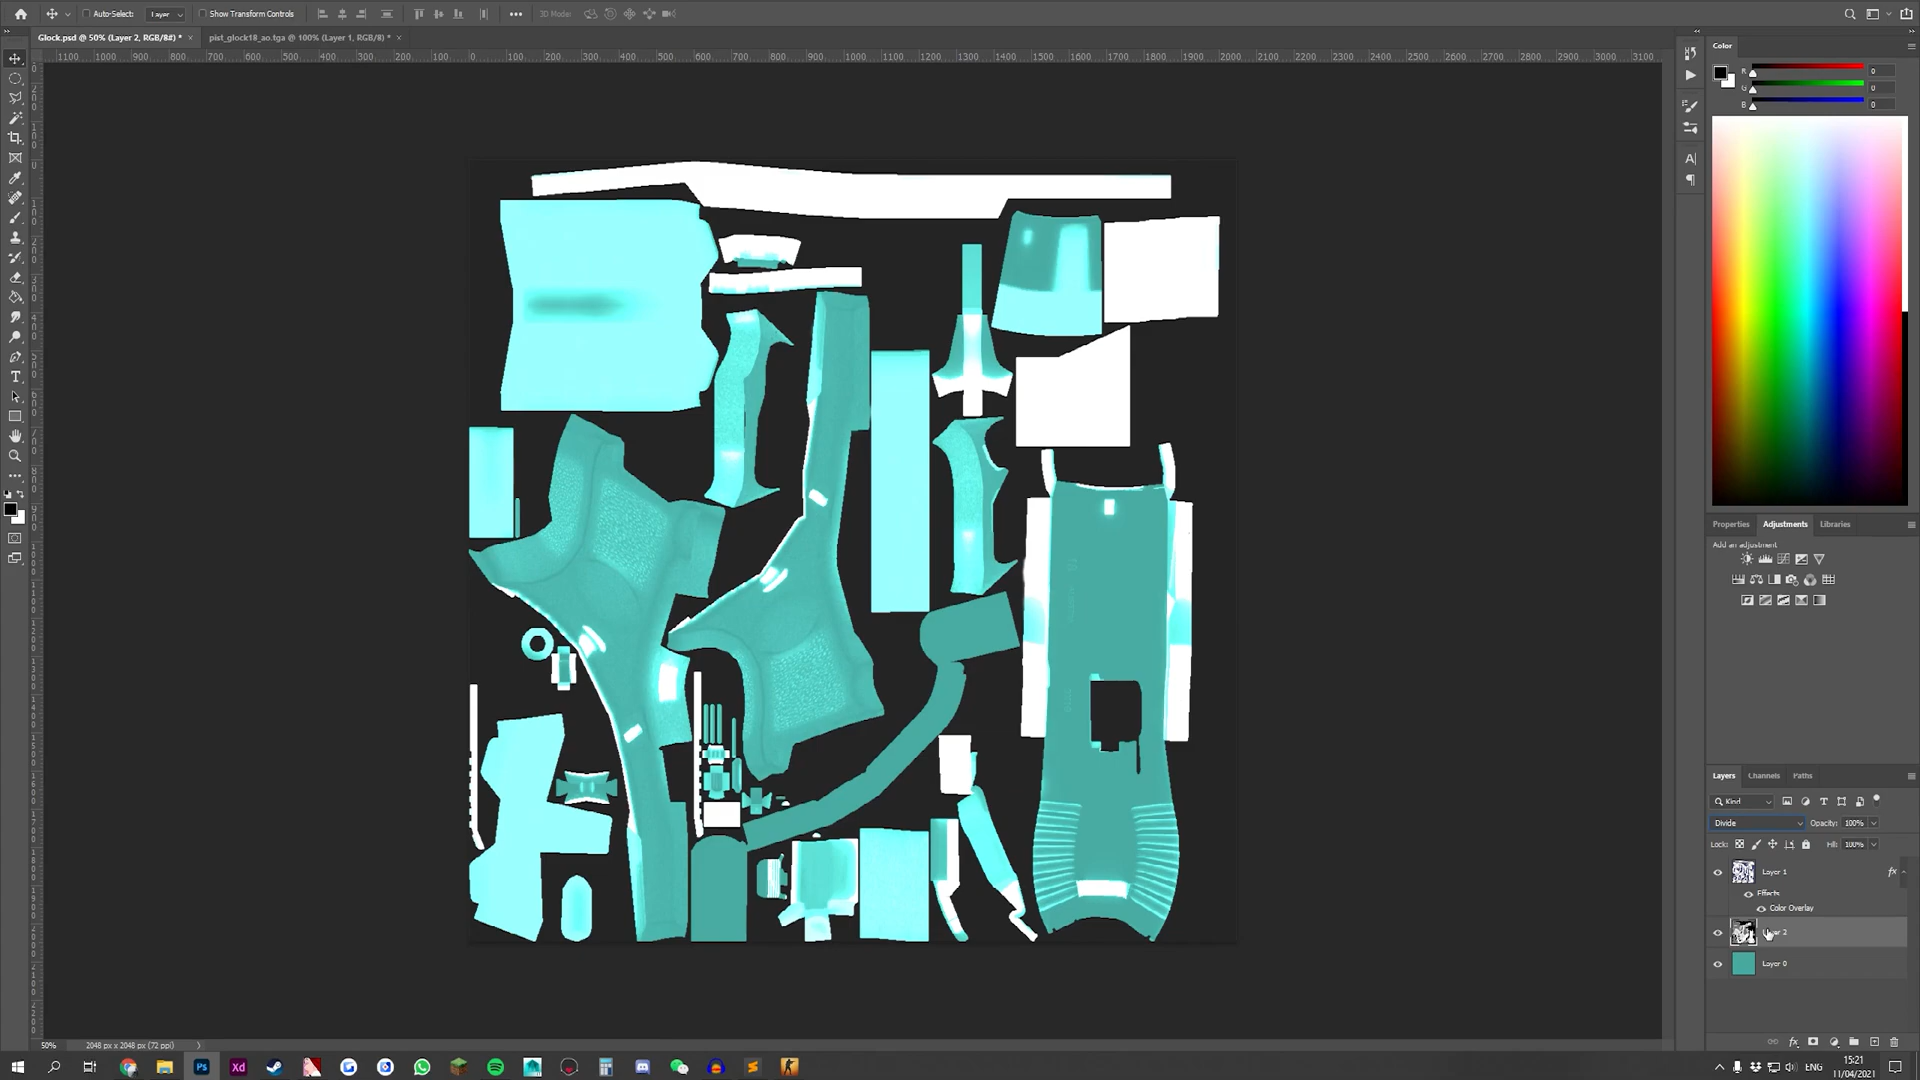 Auto-Select: Layer Show Transform Controls ••• 3D Mode:
Glock.psd @ 50% (Layer 2, RGB/8#) * × pist_glock18_ao.tga @ 100% (Layer 1, RGB/8) * ×
1100 1000 900 800 700 600 500 400 300 200 100 0 100 200 300 400 500 600 700 800 900 1000 1100 1200 1300 1400 1500 1600 1700 1800 1900 2000 2100 2200 2300 2400 2500 2600 2700 2800 2900 3000 3100
Color
R 0
G 0
B 0
Properties Adjustments Libraries
Add an adjustment
Layers Channels Paths
Kind
Divide Opacity: 100%
Lock: Fill: 100%
Layer 1 fx
Effects
Color Overlay
Layer 0
50% 2048 px x 2048 px (72 ppi)
ENG
15:21
11/04/2021